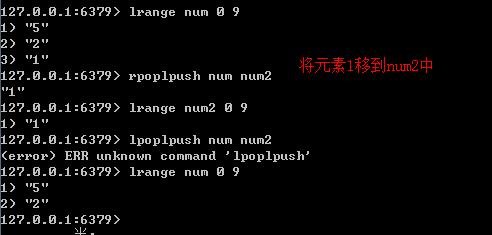 127.0.0.1:6379> lrange num 0 9
1) "5"
2) "2"
3) "1"
127.0.0.1:6379> rpoplpush num num2
将元素1移到num2中
"1"
127.0.0.1:6379> lrange num2 0 9
1) "1"
127.0.0.1:6379> lpoplpush num num2
(error) ERR unknown command 'lpoplpush'
127.0.0.1:6379> lrange num 0 9
1) "5"
2) "2"
127.0.0.1:6379>